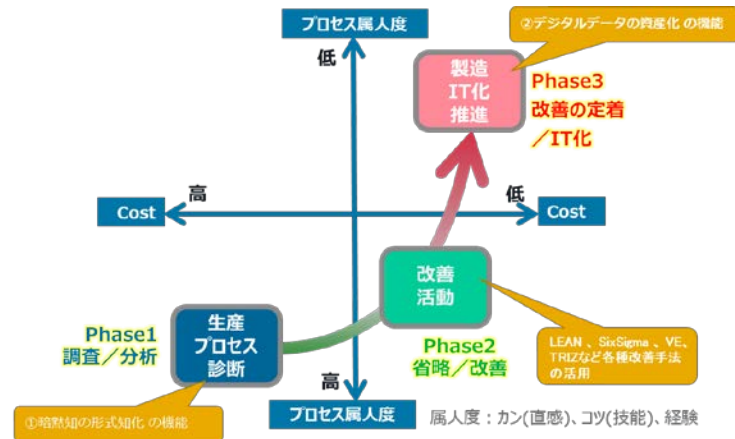 プロセス属人度
②デジタルデータの資産化 の機能
低
製造
IT化
推進
Phase3
改善の定着
／IT化
高
低
Cost
Cost
改善
活動
生産
プロセス
診断
Phase1
調査／分析
Phase2
省略／改善
LEAN 、SixSigma 、VE、
TRIZなど各種改善手法
の活用
高
①暗黙知の形式知化 の機能
プロセス属人度
属人度：カン(直感)、コツ(技能)、経験